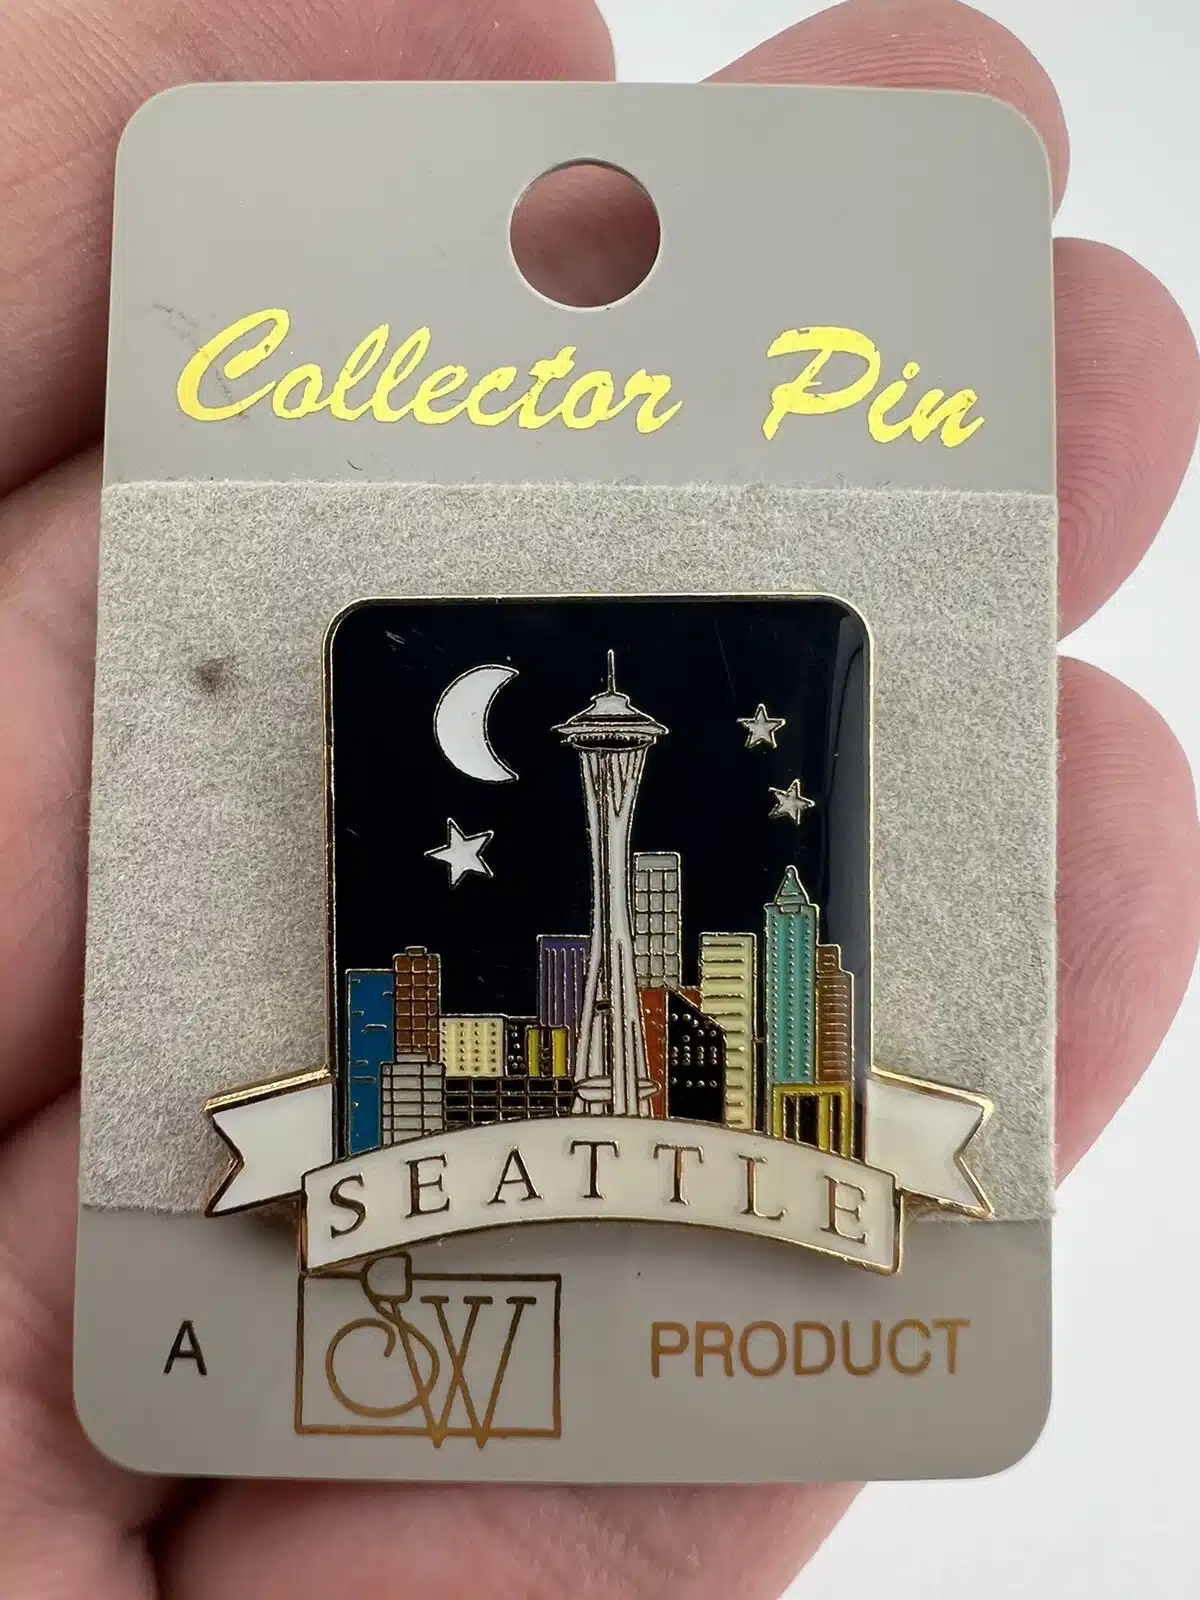 Collector Pin
SEATTLE
A SW PRODUCT